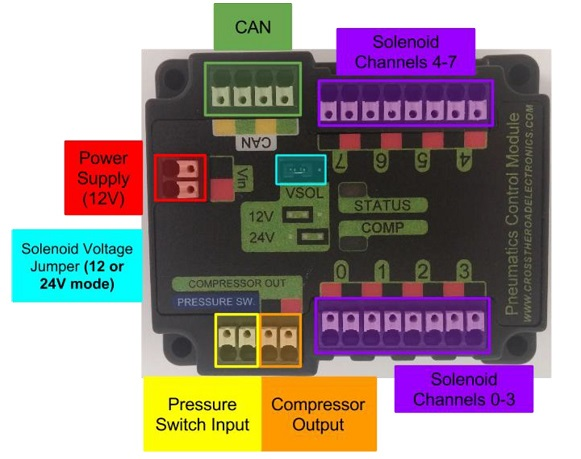 CAN
Solenoid
Channels 4-7
Power
Supply
(12V)
CAN
Vin
7
6
5
4
VSOL
12V
24V
STATUS
COMP
Solenoid Voltage
Jumper (12 or
24V mode)
COMPRESSOR OUT
PRESSURE SW.
0
1
2
3
Pneumatics Control Module
WWW.CROSSTHEROADELECTRONICS.COM
Pressure
Switch Input
Compressor
Output
Solenoid
Channels 0-3